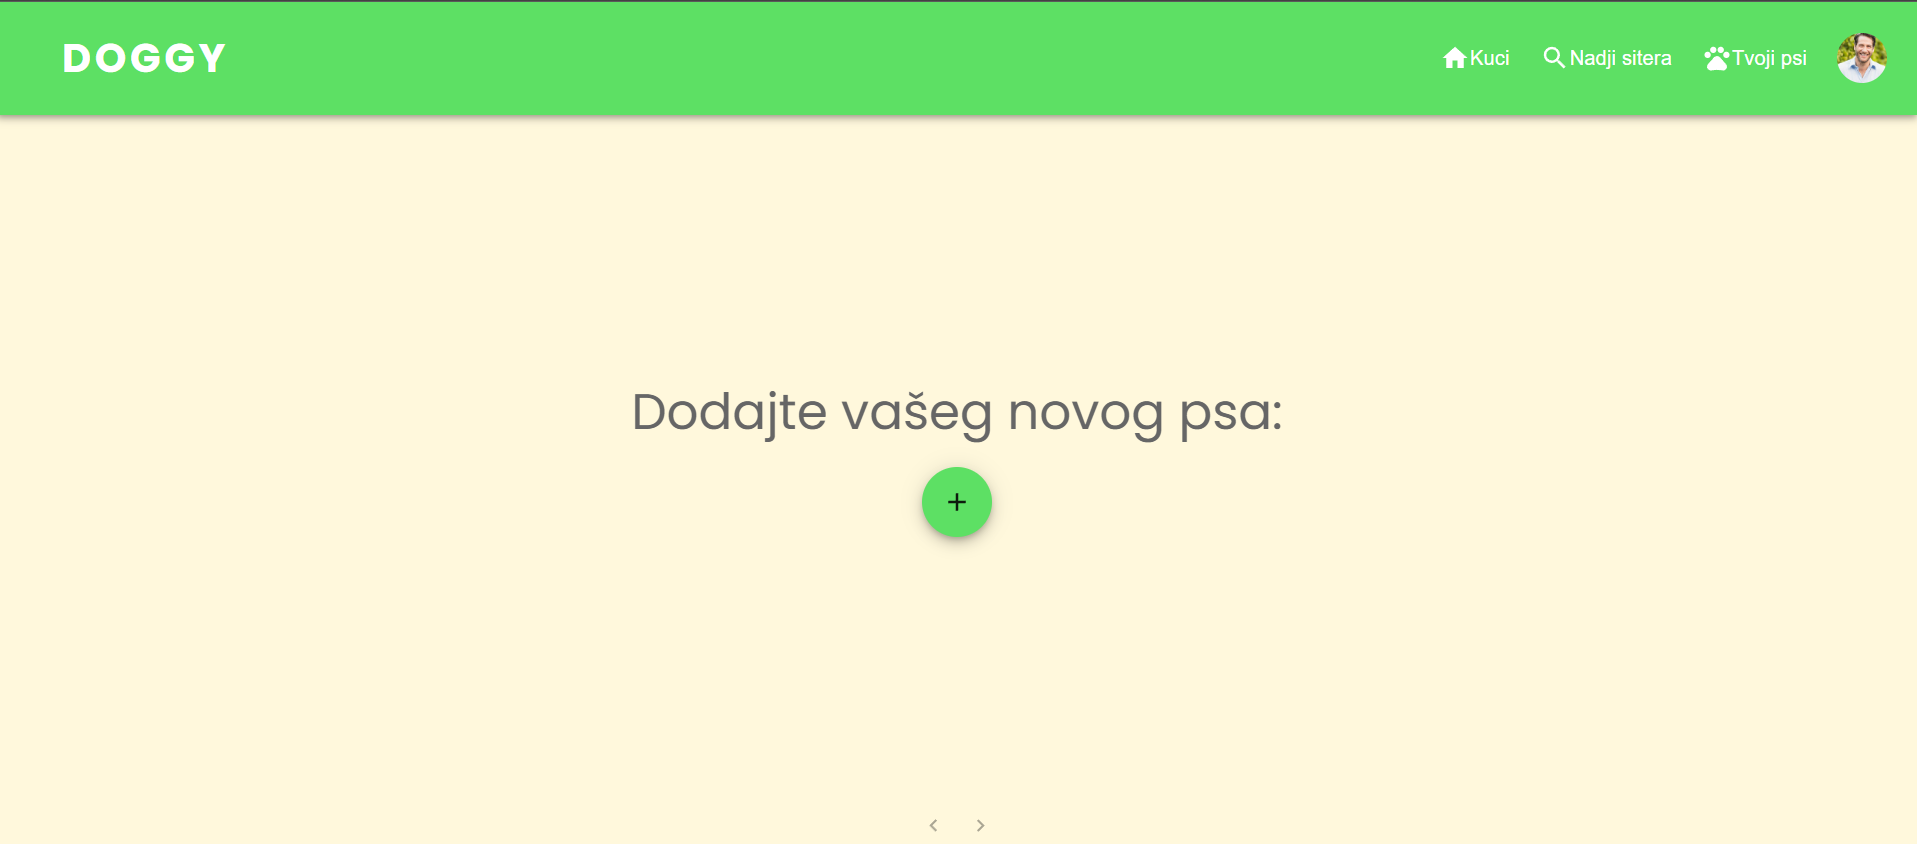 DOGGY
Kuci
Nadji sitera
Tvoji psi
Dodajte vašeg novog psa: